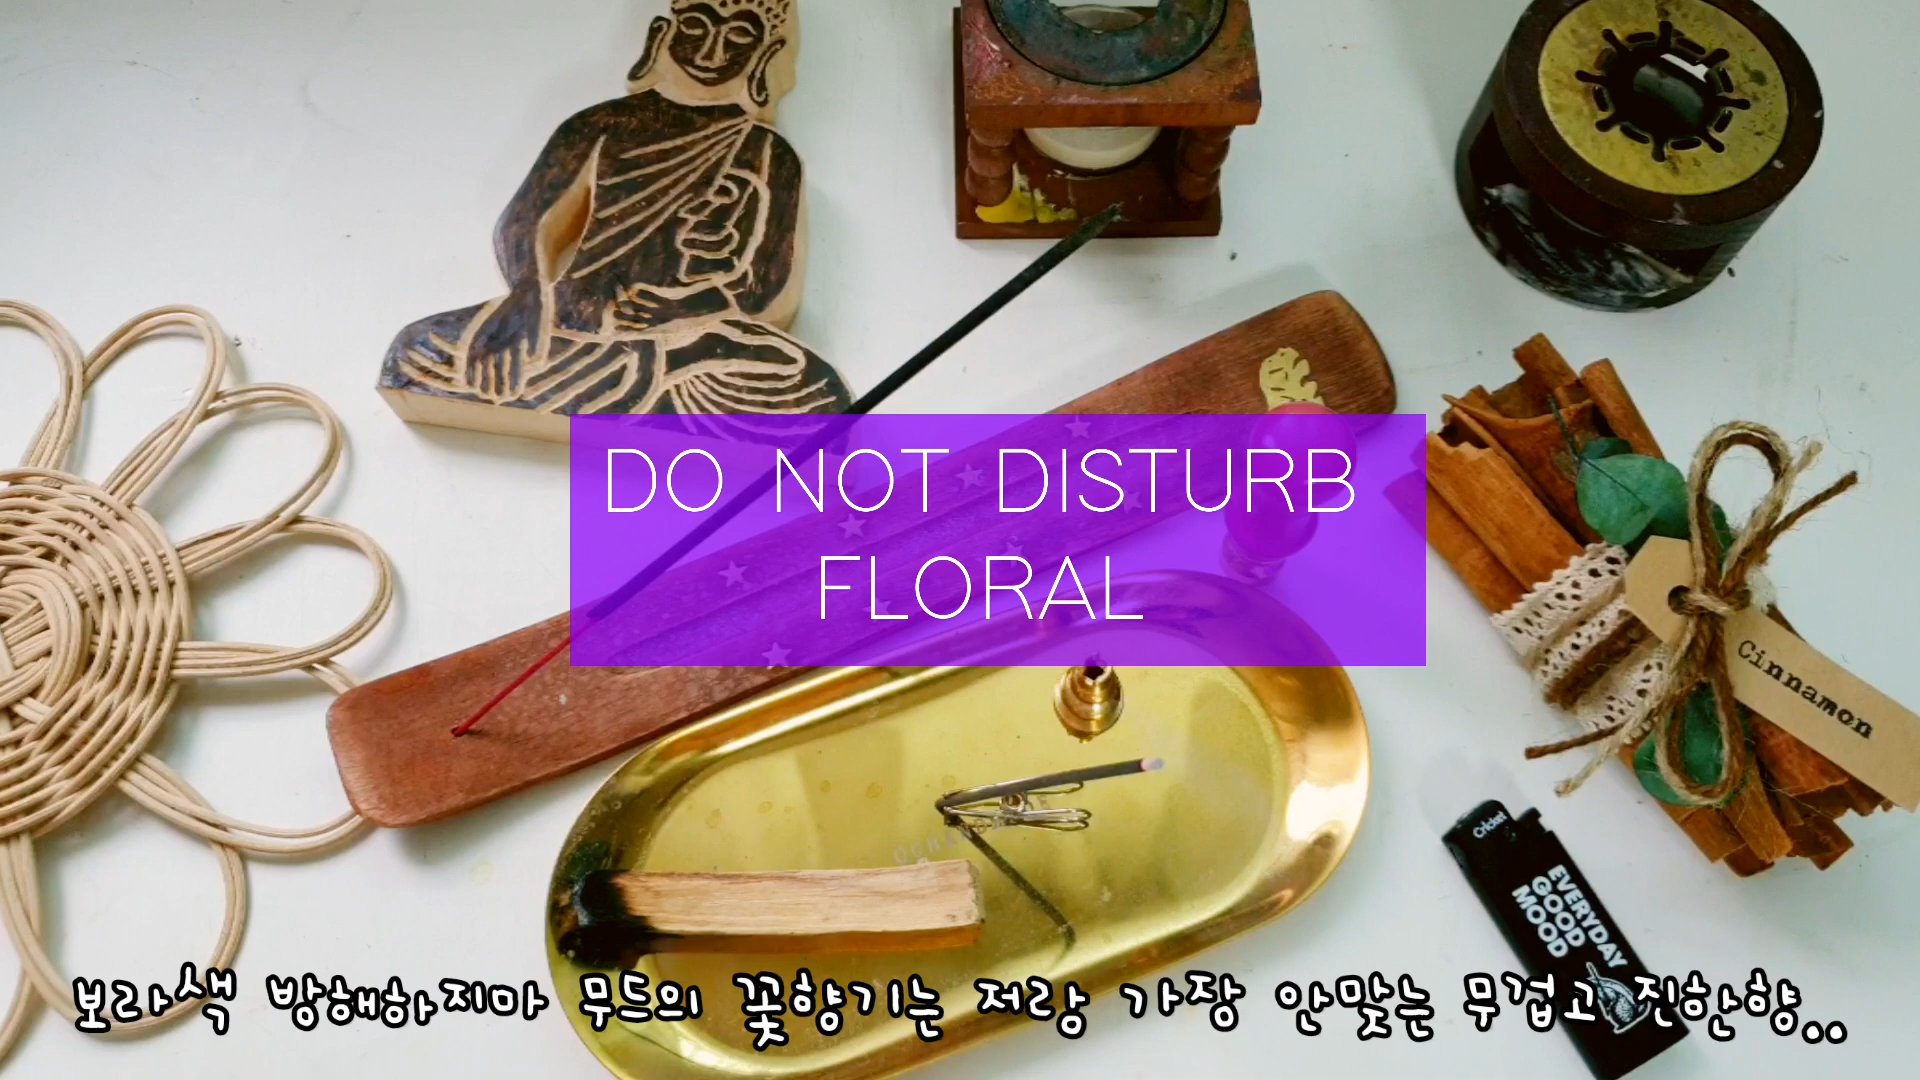 DO NOT DISTURB
FLORAL
Cinnamon
Cricket
EVERYDAY
GOOD
MOOD
보라색 방해하지마 무드의 꽃향기는 저랑 가장 안맞는 무겁고 진한향..